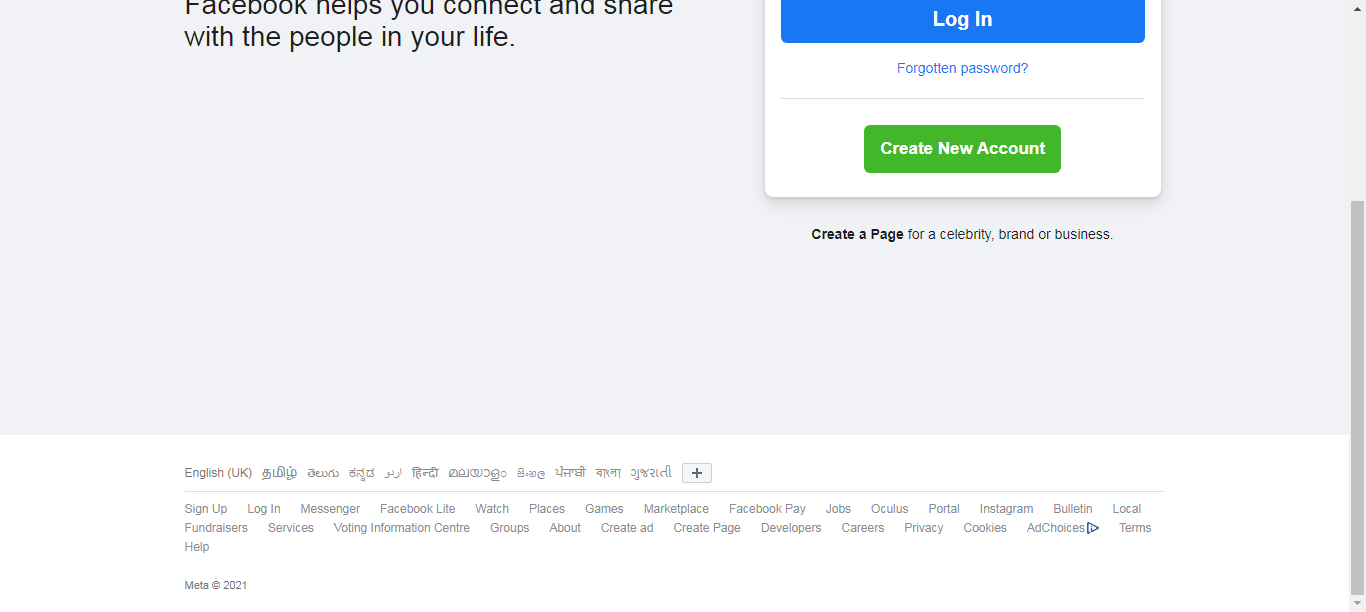 Facebook helps you connect and share
with the people in your life.
Log In
Forgotten password?
Create New Account
Create a Page for a celebrity, brand or business.
English (UK) தமிழ் తెలుగు ಕನ್ನಡ اردو हिन्दी മലയാളം සිංහල ਪੰਜਾਬੀ বাংলা ગુજરાતી +
Sign Up Log In Messenger Facebook Lite Watch Places Games Marketplace Facebook Pay Jobs Oculus Portal Instagram Bulletin Local
Fundraisers Services Voting Information Centre Groups About Create ad Create Page Developers Careers Privacy Cookies AdChoices Terms
Help
Meta © 2021